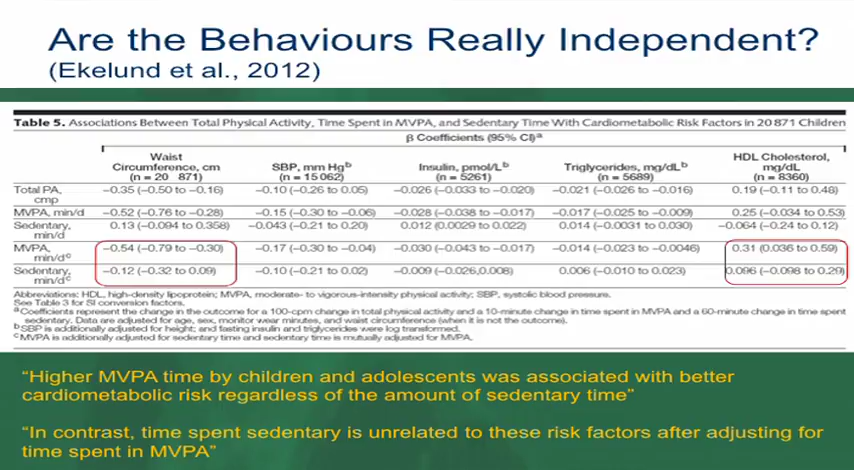 Are the Behaviours Really Independent?
(Ekelund et al., 2012)
Table 5. Associations Between Total Physical Activity, Time Spent in MVPA, and Sedentary Time With Cardiometabolic Risk Factors in 20 871 Children
β Coefficients (95% CI)a
Waist Circumference, cm (n = 20 871) SBP, mm Hgb (n = 15 062) Insulin, pmol/Lb (n = 5261) Triglycerides, mg/dLb (n = 5689) HDL Cholesterol, mg/dL (n = 8360)
Total PA, cmp −0.35 (−0.50 to −0.16) −0.10 (−0.26 to 0.05) −0.026 (−0.033 to −0.020) −0.021 (−0.026 to −0.016) 0.19 (−0.11 to 0.48)
MVPA, min/d −0.52 (−0.76 to −0.28) −0.15 (−0.30 to −0.06) −0.028 (−0.038 to −0.017) −0.017 (−0.025 to −0.009) 0.25 (−0.034 to 0.53)
Sedentary, min/d 0.13 (−0.094 to 0.358) −0.043 (−0.21 to 0.20) 0.012 (0.0029 to 0.022) 0.014 (−0.0031 to 0.030) −0.064 (−0.24 to 0.12)
MVPA, min/dc −0.54 (−0.79 to −0.30) −0.17 (−0.30 to −0.04) −0.030 (−0.043 to −0.017) −0.014 (−0.023 to −0.0046) 0.31 (0.036 to 0.59)
Sedentary, min/dc −0.12 (−0.32 to 0.09) −0.10 (−0.21 to 0.02) −0.009 (−0.026,0.008) 0.006 (−0.010 to 0.023) 0.096 (−0.098 to 0.29)
Abbreviations: HDL, high-density lipoprotein; MVPA, moderate- to vigorous-intensity physical activity; SBP, systolic blood pressure.
See Table 3 for SI conversion factors.
a Coefficients represent the change in the outcome for a 100-cpm change in total physical activity and a 10-minute change in time spent in MVPA and a 60-minute change in time spent
sedentary. Data are adjusted for age, sex, monitor wear minutes, and waist circumference (when it is not the outcome).
b SBP is additionally adjusted for height; and fasting insulin and triglycerides were log transformed.
c MVPA is additionally adjusted for sedentary time and sedentary time is mutually adjusted for MVPA.
“Higher MVPA time by children and adolescents was associated with better
cardiometabolic risk regardless of the amount of sedentary time”
“In contrast, time spent sedentary is unrelated to these risk factors after adjusting for
time spent in MVPA”